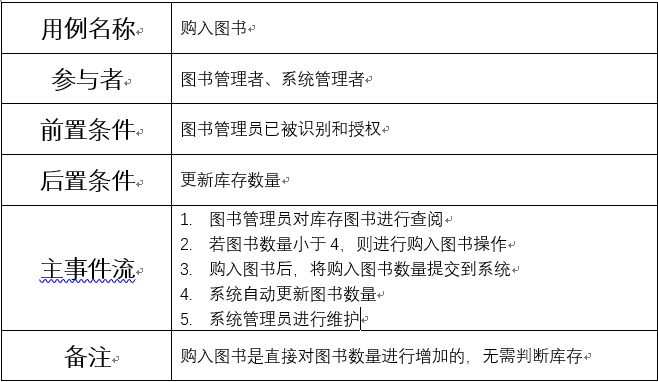 用例名称 购入图书
参与者 图书管理者、系统管理者
前置条件 图书管理员已被识别和授权
后置条件 更新库存数量
主事件流
1. 图书管理员对库存图书进行查阅
2. 若图书数量小于 4，则进行购入图书操作
3. 购入图书后，将购入图书数量提交到系统
4. 系统自动更新图书数量
5. 系统管理员进行维护
备注 购入图书是直接对图书数量进行增加的，无需判断库存